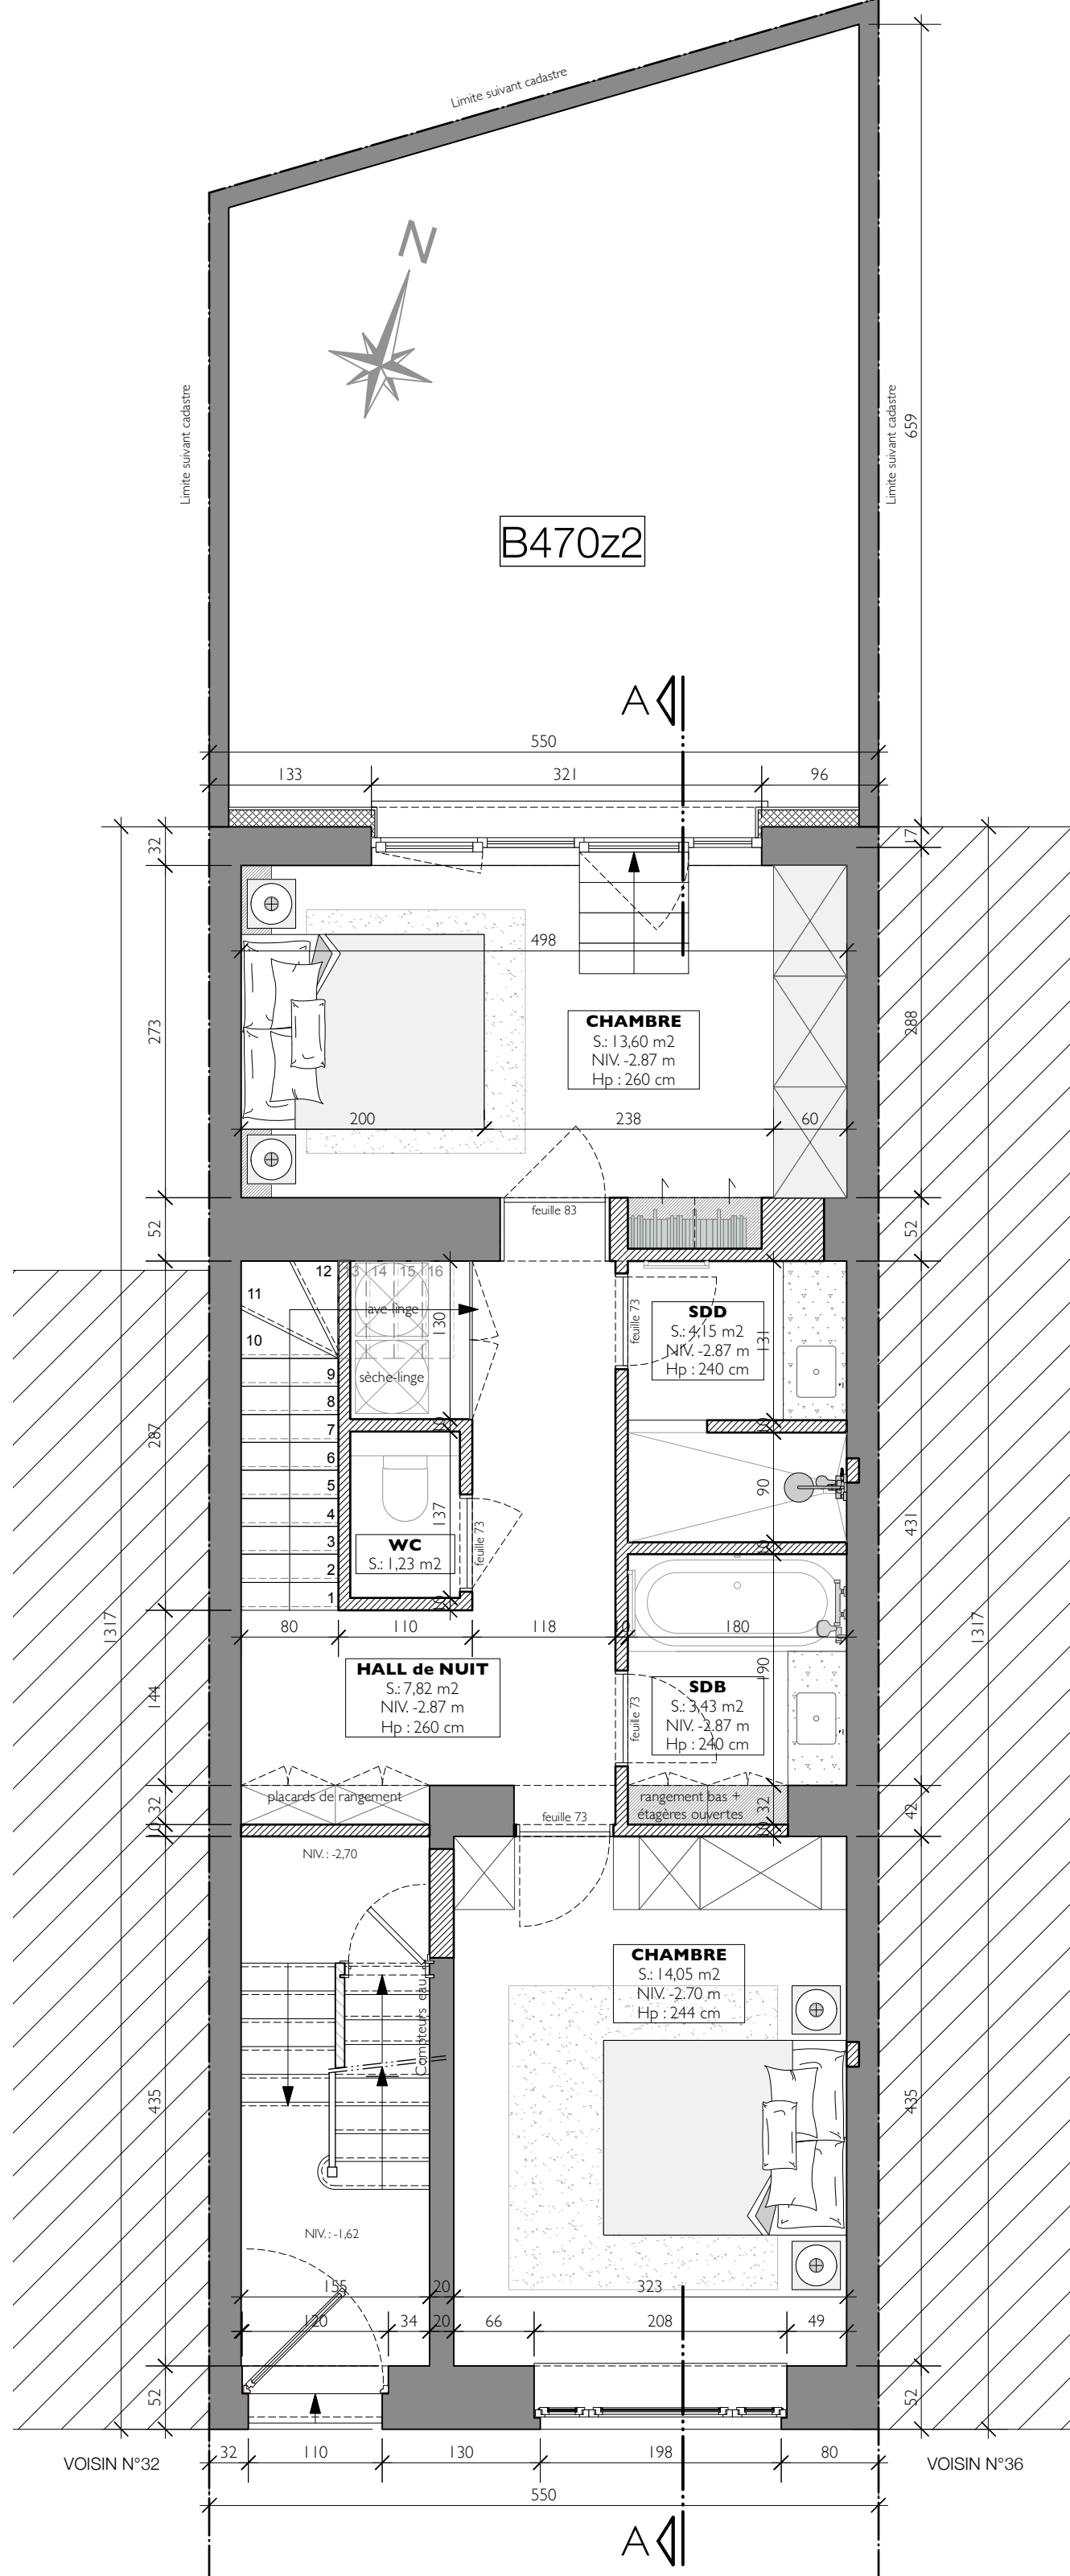 Limite suivant cadastre
N
Limite suivant cadastre
Limite suivant cadastre
659
B470z2
A
550
133
321
96
32
17
498
CHAMBRE
S.: 13,60 m2
NIV. -2.87 m
Hp : 260 cm
273
288
200
238
60
52
feuille 83
52
12
13
14
15
16
11
10
lave-linge
130
feuille 73
SDD
S.: 4,15 m2
NIV. -2.87 m
Hp : 240 cm
131
sèche-linge
9
8
7
6
5
4
3
2
1
287
10
10
137
WC
S.: 1,23 m2
feuille 73
90
431
10
10
80
110
118
10
180
1317
1317
HALL de NUIT
S.: 7,82 m2
NIV. -2.87 m
Hp : 260 cm
144
feuille 73
SDB
S.: 3,43 m2
NIV. -2.87 m
Hp : 240 cm
190
placards de rangement
rangement bas +
étagères ouvertes
32
32
42
feuille 73
10
10
NIV. : -2,70
CHAMBRE
S.: 14,05 m2
NIV. -2.70 m
Hp : 244 cm
Compteurs eau
435
435
NIV. : -1,62
155
20
323
120
34
20
66
208
49
52
52
VOISIN N°32
32
110
130
198
80
VOISIN N°36
550
A